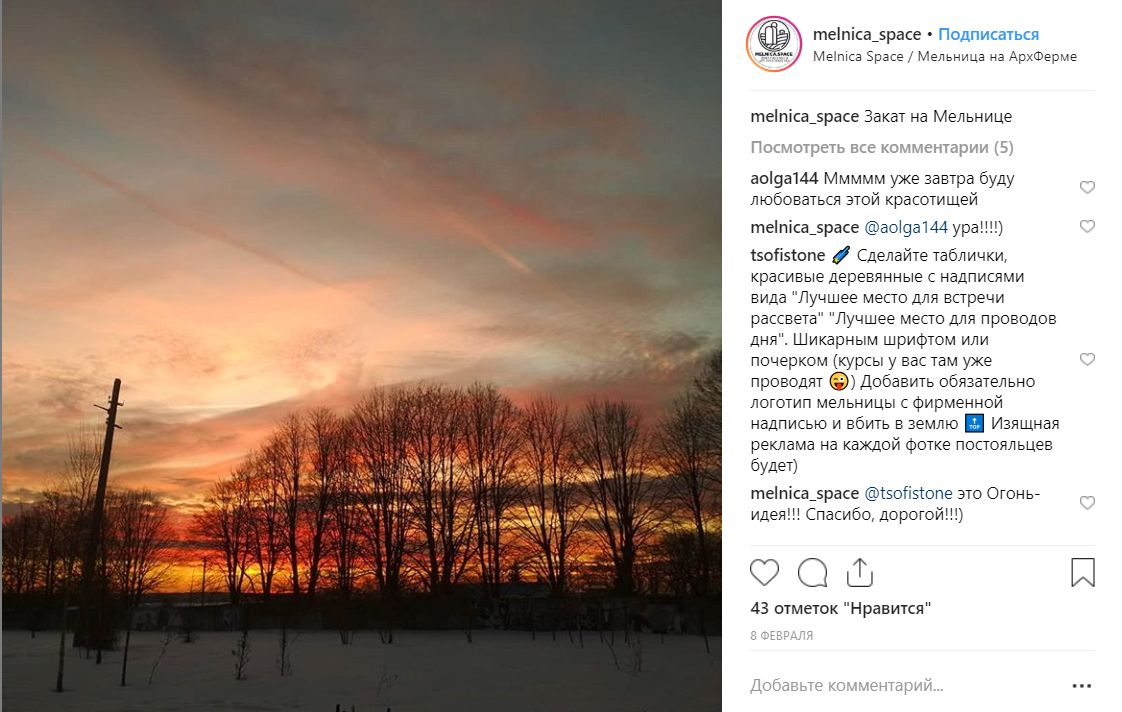 melnica_space • Подписаться
Melnica Space / Мельница на АрхФерме
melnica_space Закат на Мельнице
Посмотреть все комментарии (5)
aolga144 Ммммм уже завтра буду
любоваться этой красотищей
melnica_space @aolga144 ура!!!!)
tsofistone Сделайте таблички,
красивые деревянные с надписями
вида "Лучшее место для встречи
рассвета" "Лучшее место для проводов
дня". Шикарным шрифтом или
почерком (курсы у вас там уже
проводят 😜) Добавить обязательно
логотип мельницы с фирменной
надписью и вбить в землю 🔝 Изящная
реклама на каждой фотке постояльцев
будет)
melnica_space @tsofistone это Огонь-
идея!!! Спасибо, дорогой!!!)
43 отметок "Нравится"
8 ФЕВРАЛЯ
Добавьте комментарий...